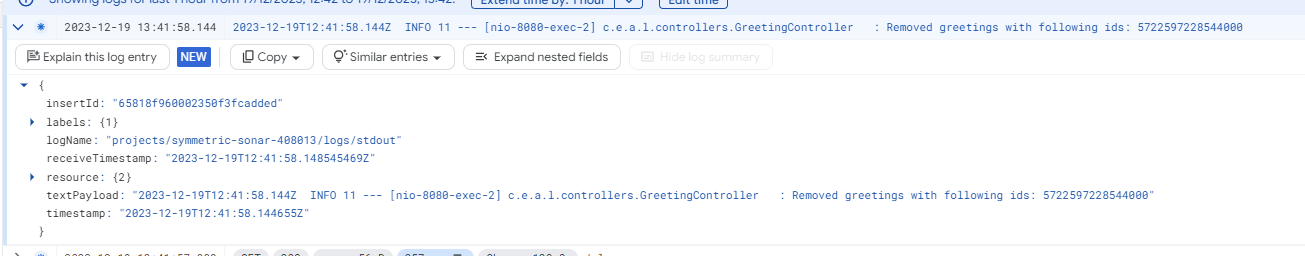 Showing logs for last 1 hour from 19/12/2023, 12:42 to 19/12/2023, 13:42. Extend time by: 1 hour Edit time
2023-12-19 13:41:58.144 2023-12-19T12:41:58.144Z INFO 11 --- [nio-8080-exec-2] c.e.a.l.controllers.GreetingController : Removed greetings with following ids: 5722597228544000
Explain this log entry NEW Copy Similar entries Expand nested fields Hide log summary
{
insertId: "65818f960002350f3fcadded"
labels: {1}
logName: "projects/symmetric-sonar-408013/logs/stdout"
receiveTimestamp: "2023-12-19T12:41:58.148545469Z"
resource: {2}
textPayload: "2023-12-19T12:41:58.144Z INFO 11 --- [nio-8080-exec-2] c.e.a.l.controllers.GreetingController : Removed greetings with following ids: 5722597228544000"
timestamp: "2023-12-19T12:41:58.144655Z"
}